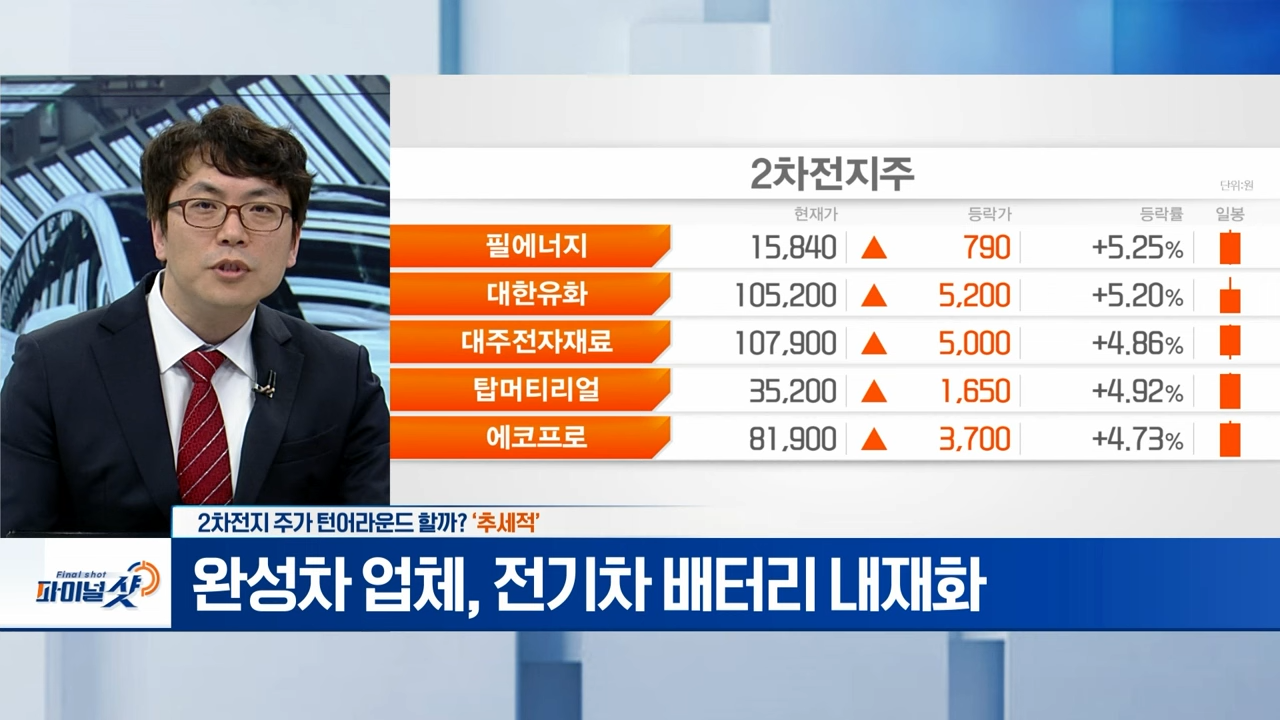 2차전지주
단위:원
현재가 등락가 등락률 일봉
필에너지 15,840 ▲ 790 +5.25%
대한유화 105,200 ▲ 5,200 +5.20%
대주전자재료 107,900 ▲ 5,000 +4.86%
탑머티리얼 35,200 ▲ 1,650 +4.92%
에코프로 81,900 ▲ 3,700 +4.73%
2차전지 주가 턴어라운드 할까? ‘추세적’
Final shot
파이널샷
완성차 업체, 전기차 배터리 내재화